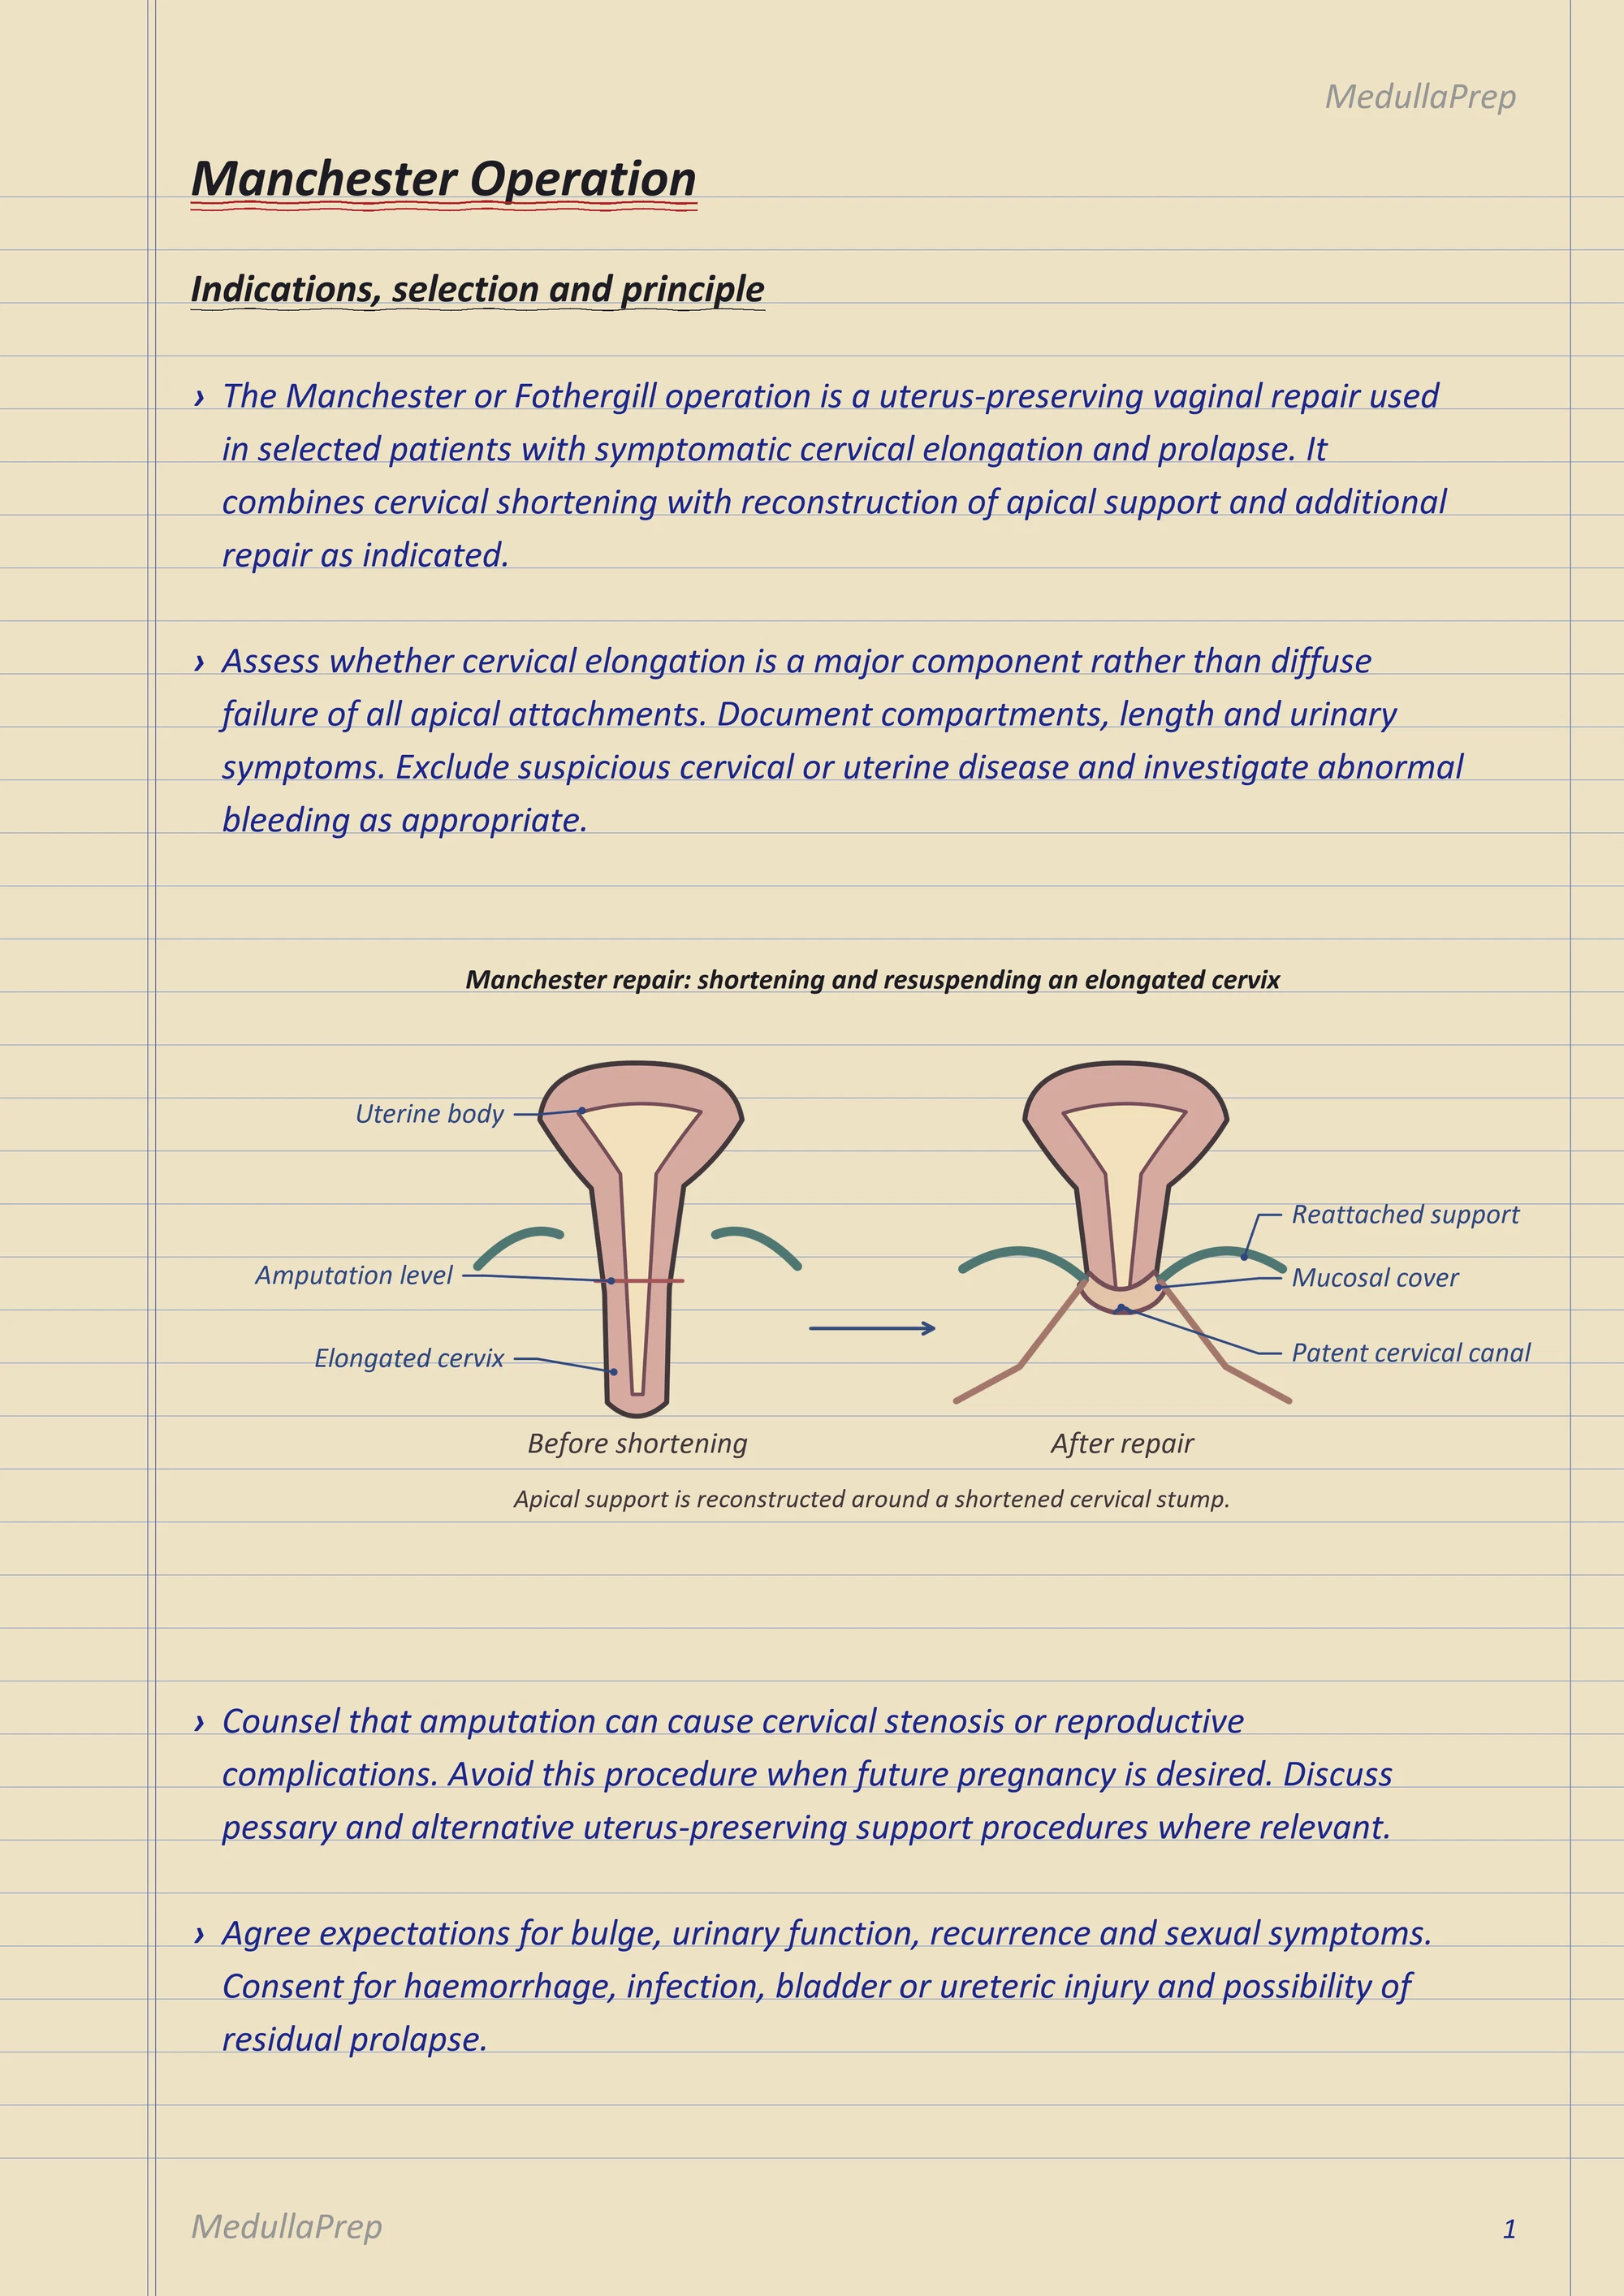 MedullaPrep
Manchester Operation
Indications, selection and principle
› The Manchester or Fothergill operation is a uterus-preserving vaginal repair used
in selected patients with symptomatic cervical elongation and prolapse. It
combines cervical shortening with reconstruction of apical support and additional
repair as indicated.
› Assess whether cervical elongation is a major component rather than diffuse
failure of all apical attachments. Document compartments, length and urinary
symptoms. Exclude suspicious cervical or uterine disease and investigate abnormal
bleeding as appropriate.
Manchester repair: shortening and resuspending an elongated cervix
Uterine body
Amputation level
Elongated cervix
Before shortening
Reattached support
Mucosal cover
Patent cervical canal
After repair
Apical support is reconstructed around a shortened cervical stump.
› Counsel that amputation can cause cervical stenosis or reproductive
complications. Avoid this procedure when future pregnancy is desired. Discuss
pessary and alternative uterus-preserving support procedures where relevant.
› Agree expectations for bulge, urinary function, recurrence and sexual symptoms.
Consent for haemorrhage, infection, bladder or ureteric injury and possibility of
residual prolapse.
MedullaPrep
1